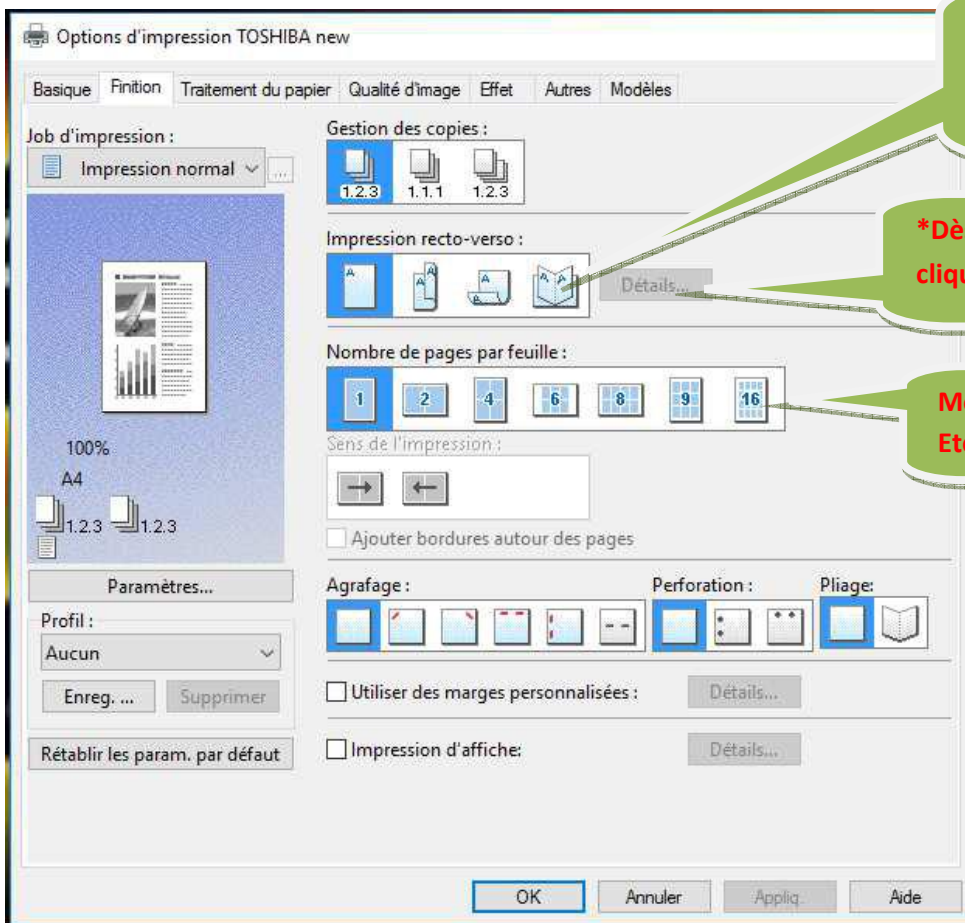 Options d'impression TOSHIBA new
Basique Finition Traitement du papier Qualité d'image Effet Autres Modèles
Job d'impression :
Impression normal ...
100%
A4
1.2.3 1.2.3
Paramètres...
Profil :
Aucun
Enreg. ... Supprimer
Rétablir les param. par défaut
Gestion des copies :
1.2.3 1.1.1 1.2.3
Impression recto-verso :
A A A A A A A
Détails...
Nombre de pages par feuille :
1 2 4 6 8 9 16
Sens de l'impression :
Ajouter bordures autour des pages
Agrafage : Perforation : Pliage:
Utiliser des marges personnalisées : Détails...
Impression d'affiche: Détails...
OK Annuler Appliq. Aide
*Dè
cliqu